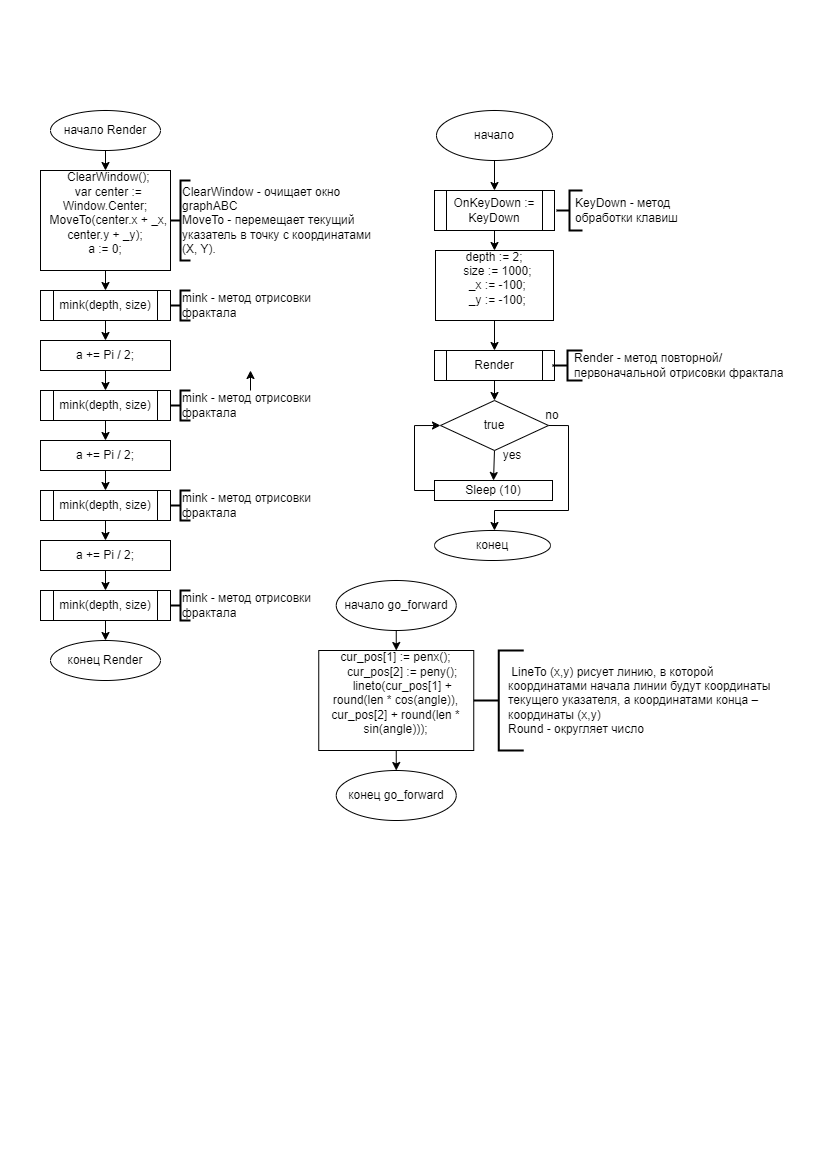 начало Render
ClearWindow();
var center :=
Window.Center;
MoveTo(center.x + _x,
center.y + _y);
a := 0;
ClearWindow - очищает окно
graphABC
MoveTo - перемещает текущий
указатель в точку с координатами
(X, Y).
mink(depth, size)
mink - метод отрисовки
фрактала
a += Pi / 2;
mink(depth, size)
mink - метод отрисовки
фрактала
a += Pi / 2;
mink(depth, size)
mink - метод отрисовки
фрактала
a += Pi / 2;
mink(depth, size)
mink - метод отрисовки
фрактала
конец Render
начало
OnKeyDown :=
KeyDown
KeyDown - метод
обработки клавиш
depth := 2;
size := 1000;
_x := -100;
_y := -100;
Render
Render - метод повторной/
первоначальной отрисовки фрактала
true
no
yes
Sleep (10)
конец
начало go_forward
cur_pos[1] := penx();
cur_pos[2] := peny();
lineto(cur_pos[1] +
round(len * cos(angle)),
cur_pos[2] + round(len *
sin(angle)));
LineTo (x,y) рисует линию, в которой
координатами начала линии будут координаты
текущего указателя, а координатами конца –
координаты (x,y)
Round - округляет число
конец go_forward